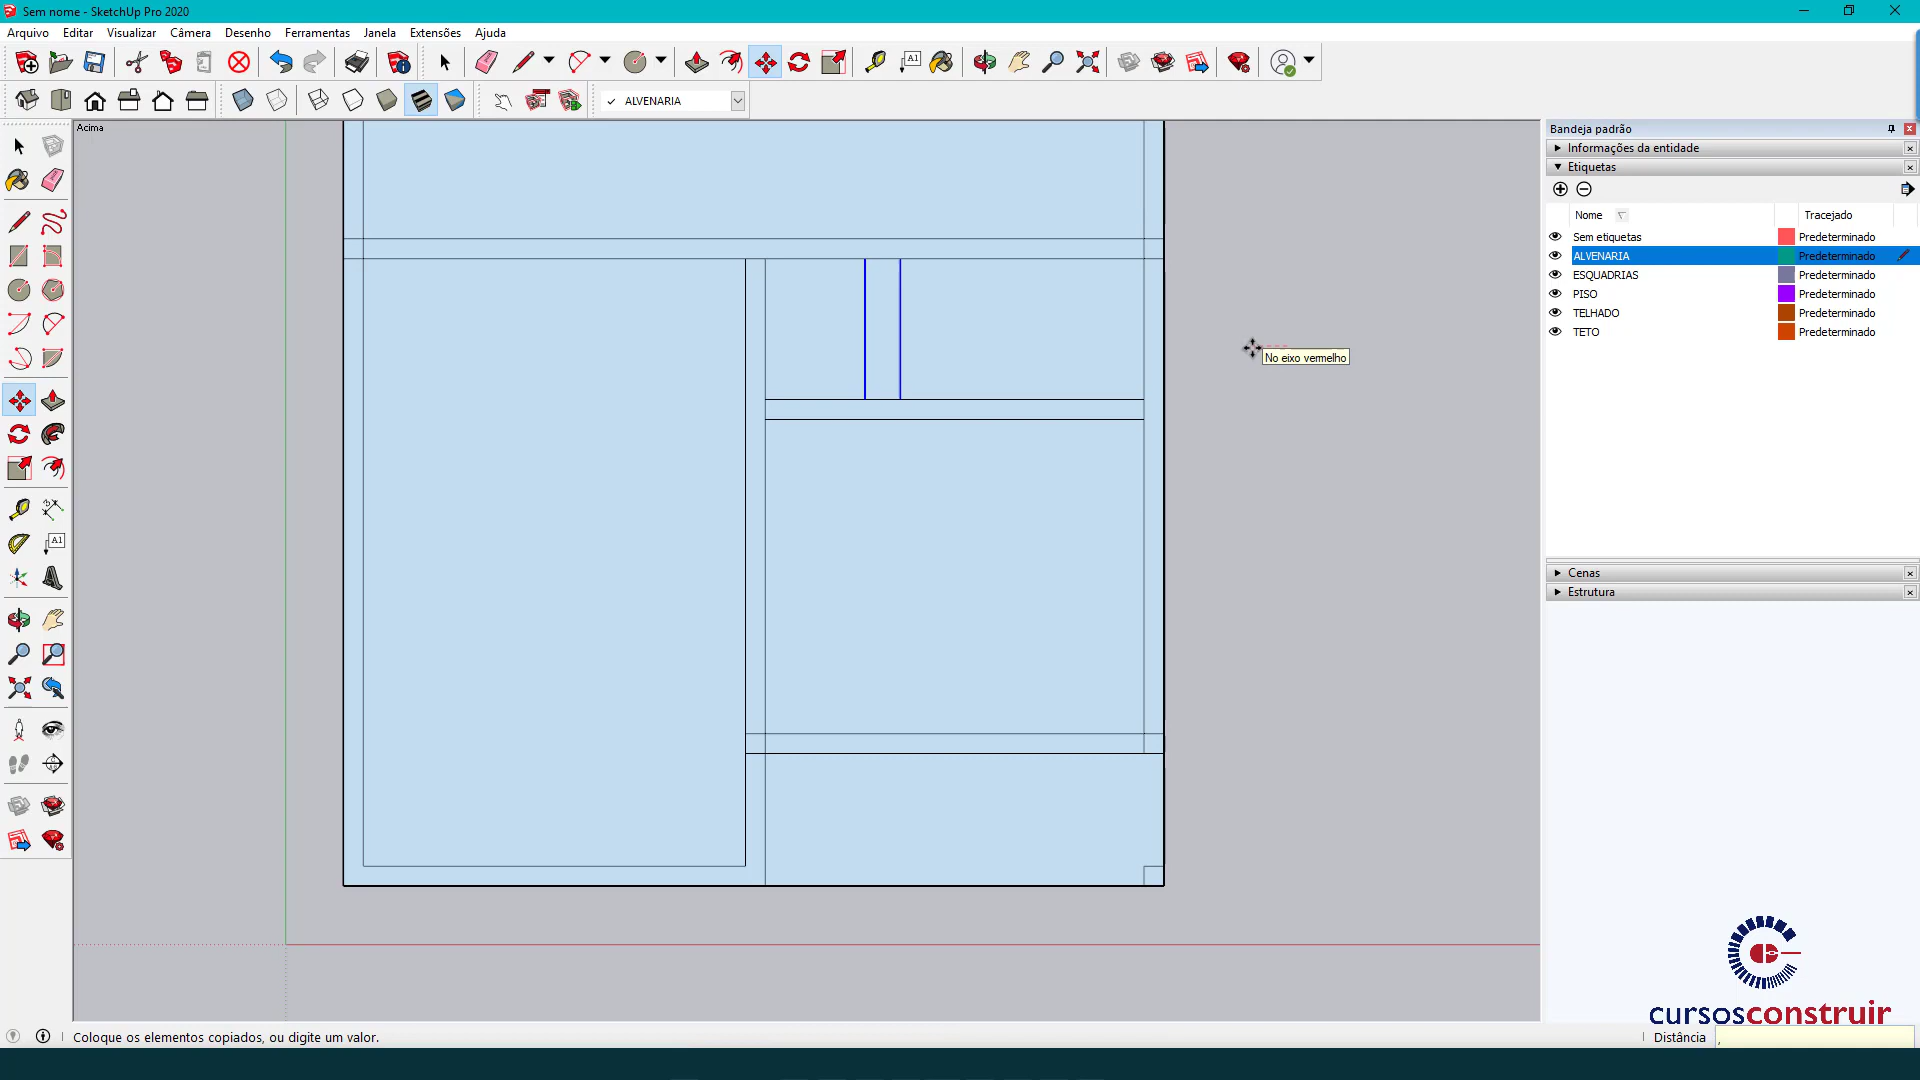 Sem nome - SketchUp Pro 2020
Arquivo Editar Visualizar Câmera Desenho Ferramentas Janela Extensões Ajuda
A1
✓ ALVENARIA
Acima
Bandeja padrão
Informações da entidade
Etiquetas
Nome Tracejado
Sem etiquetas Predeterminado
ALVENARIA Predeterminado
ESQUADRIAS Predeterminado
PISO Predeterminado
TELHADO Predeterminado
TETO Predeterminado
No eixo vermelho
A1
Cenas
Estrutura
cursosconstruir
Coloque os elementos copiados, ou digite um valor.
Distância ,